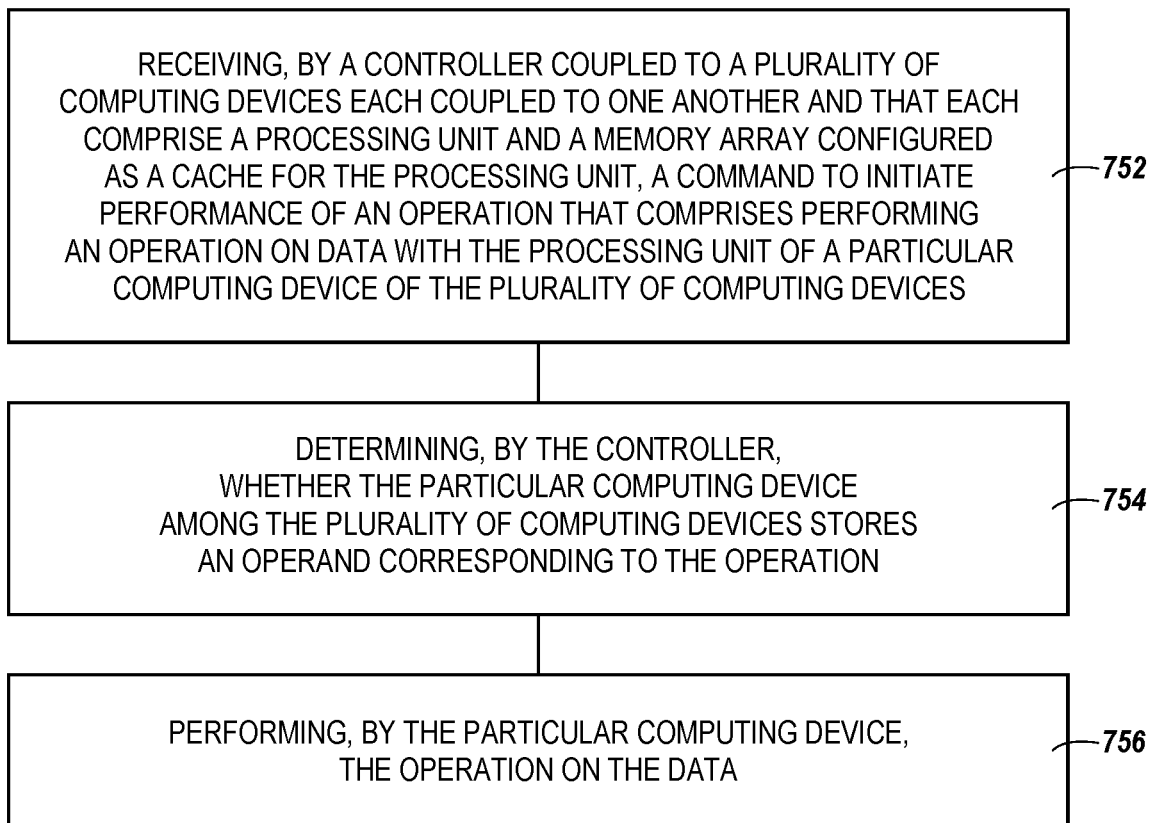 RECEIVING, BY A CONTROLLER COUPLED TO A PLURALITY OF
COMPUTING DEVICES EACH COUPLED TO ONE ANOTHER AND THAT EACH
COMPRISE A PROCESSING UNIT AND A MEMORY ARRAY CONFIGURED
AS A CACHE FOR THE PROCESSING UNIT, A COMMAND TO INITIATE
PERFORMANCE OF AN OPERATION THAT COMPRISES PERFORMING
AN OPERATION ON DATA WITH THE PROCESSING UNIT OF A PARTICULAR
COMPUTING DEVICE OF THE PLURALITY OF COMPUTING DEVICES
752
DETERMINING, BY THE CONTROLLER,
WHETHER THE PARTICULAR COMPUTING DEVICE
AMONG THE PLURALITY OF COMPUTING DEVICES STORES
AN OPERAND CORRESPONDING TO THE OPERATION
754
PERFORMING, BY THE PARTICULAR COMPUTING DEVICE,
THE OPERATION ON THE DATA
756